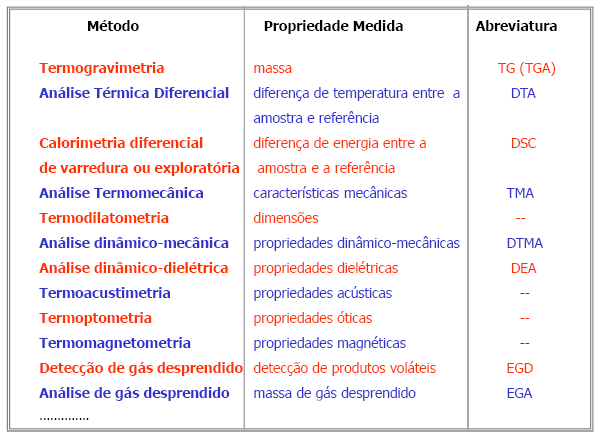 Método Propriedade Medida Abreviatura
Termogravimetria massa TG (TGA)
Análise Térmica Diferencial diferença de temperatura entre a DTA
amostra e referência
Calorimetria diferencial diferença de energia entre a DSC
de varredura ou exploratória amostra e a referência
Análise Termomecânica características mecânicas TMA
Termodilatometria dimensões --
Análise dinâmico-mecânica propriedades dinâmico-mecânicas DTMA
Análise dinâmico-dielétrica propriedades dielétricas DEA
Termoacustimetria propriedades acústicas --
Termoptometria propriedades óticas --
Termomagnetometria propriedades magnéticas --
Detecção de gás desprendido detecção de produtos voláteis EGD
Análise de gás desprendido massa de gás desprendido EGA
..............